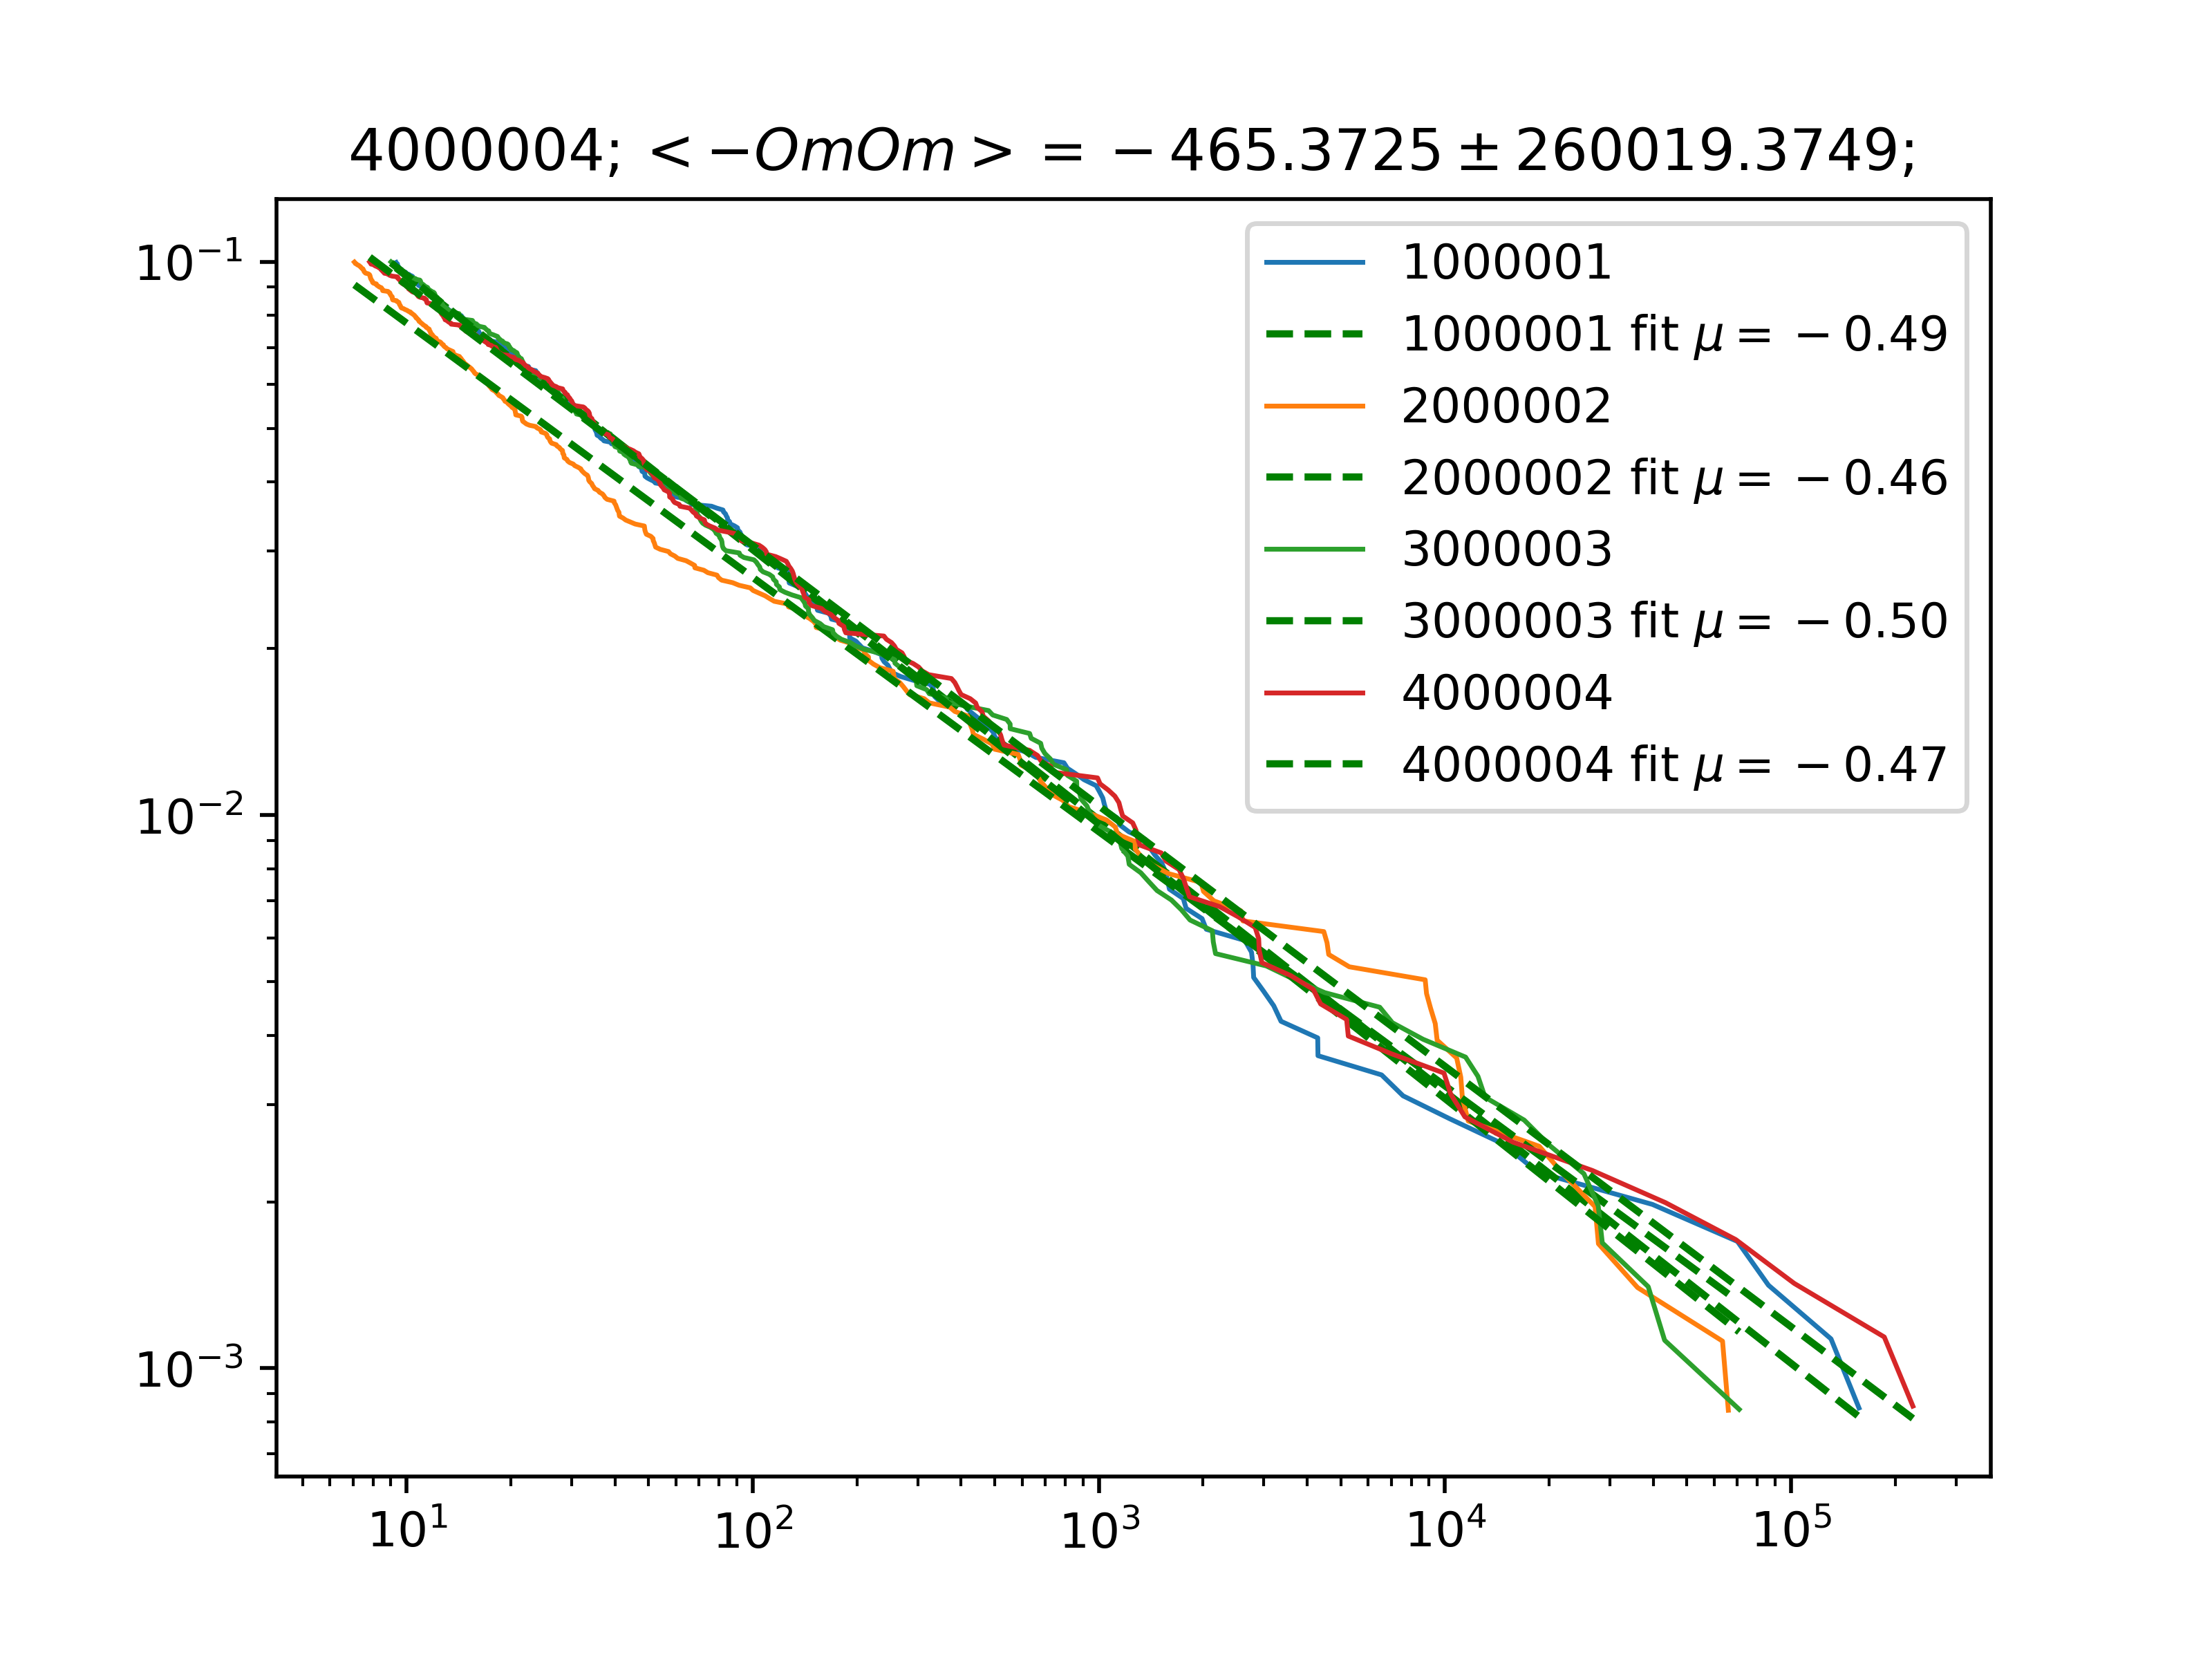 4000004; < −OmOm > = − 465.3725 ± 260019.3749;
10⁻¹
10⁻²
10⁻³
1000001
1000001 fit μ = − 0.49
2000002
2000002 fit μ = − 0.46
3000003
3000003 fit μ = − 0.50
4000004
4000004 fit μ = − 0.47
10¹ 10² 10³ 10⁴ 10⁵